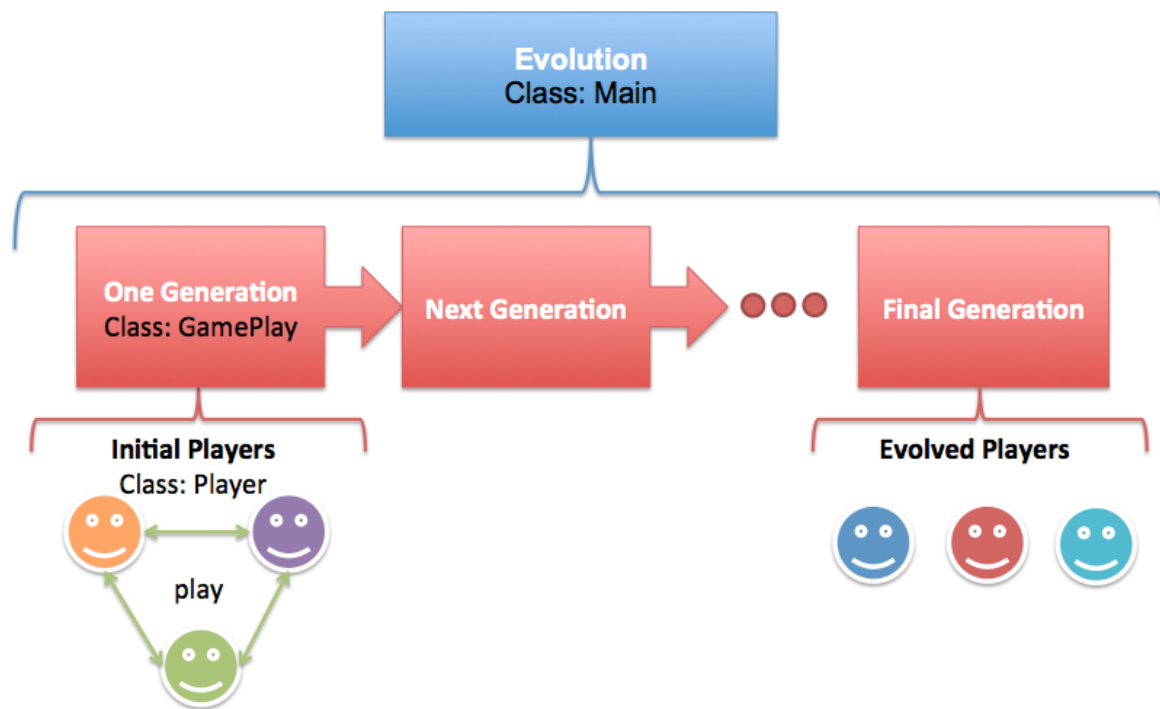 Evolution
Class: Main
One Generation
Class: GamePlay
Next Generation
Final Generation
Initial Players
Class: Player
play
Evolved Players